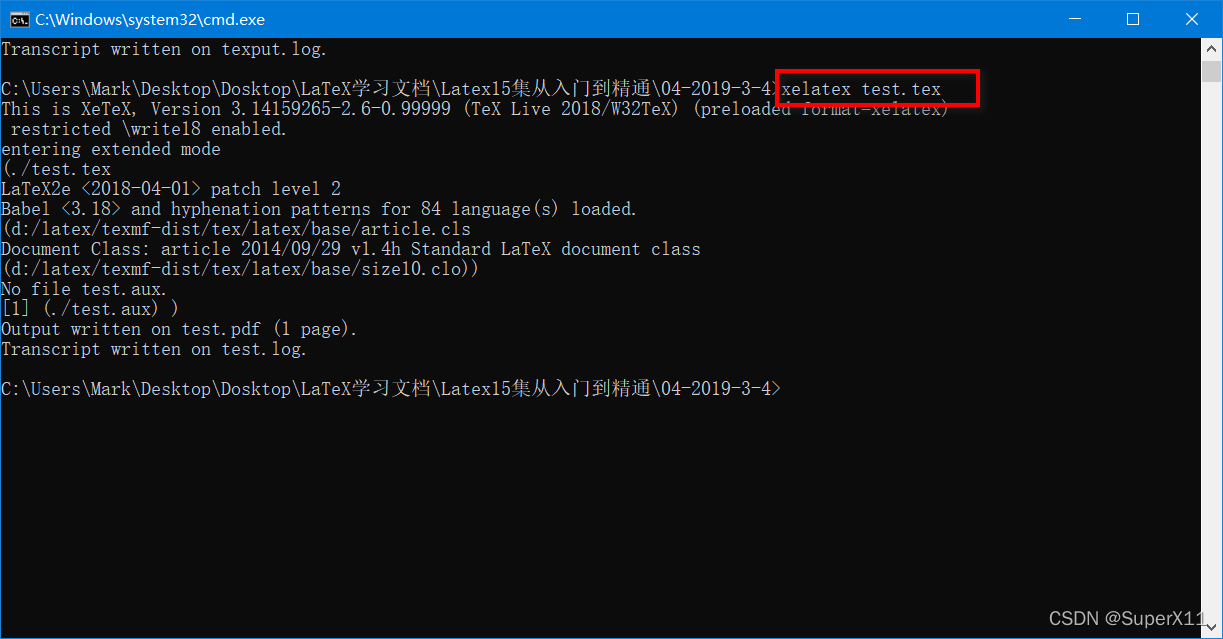 C:\Windows\system32\cmd.exe
Transcript written on texput.log.
C:\Users\Mark\Desktop\Dosktop\LaTeX学习文档\Latex15集从入门到精通\04-2019-3-4>xelatex test.tex
This is XeTeX, Version 3.14159265-2.6-0.99999 (TeX Live 2018/W32TeX) (preloaded format=xelatex)
 restricted \write18 enabled.
entering extended mode
(./test.tex
LaTeX2e <2018-04-01> patch level 2
Babel <3.18> and hyphenation patterns for 84 language(s) loaded.
(d:/latex/texmf-dist/tex/latex/base/article.cls
Document Class: article 2014/09/29 v1.4h Standard LaTeX document class
(d:/latex/texmf-dist/tex/latex/base/size10.clo))
No file test.aux.
[1] (./test.aux) )
Output written on test.pdf (1 page).
Transcript written on test.log.
C:\Users\Mark\Desktop\Dosktop\LaTeX学习文档\Latex15集从入门到精通\04-2019-3-4>
CSDN @SuperX11